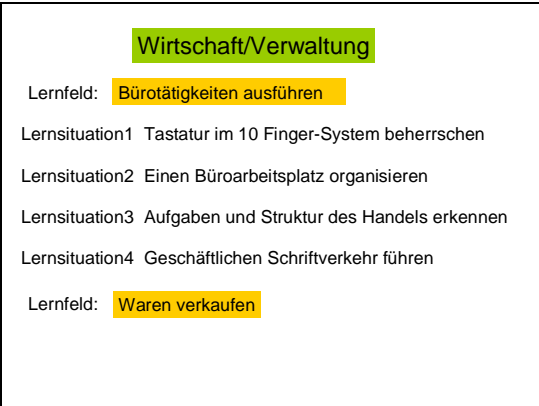 Wirtschaft/Verwaltung
Lernfeld: Bürotätigkeiten ausführen
Lernsituation1 Tastatur im 10 Finger-System beherrschen
Lernsituation2 Einen Büroarbeitsplatz organisieren
Lernsituation3 Aufgaben und Struktur des Handels erkennen
Lernsituation4 Geschäftlichen Schriftverkehr führen
Lernfeld: Waren verkaufen